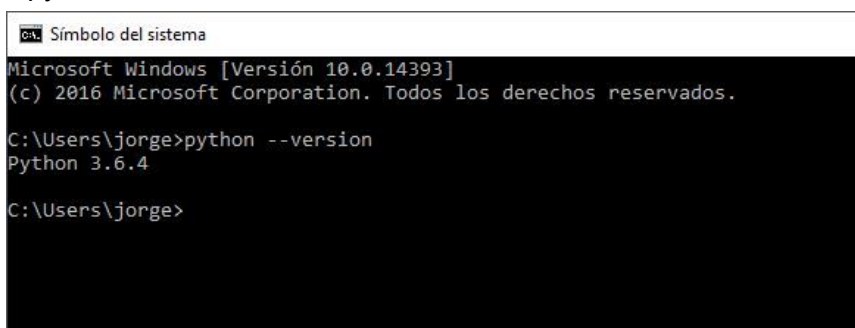 Símbolo del sistema
Microsoft Windows [Versión 10.0.14393]
(c) 2016 Microsoft Corporation. Todos los derechos reservados.
C:\Users\jorge>python --version
Python 3.6.4
C:\Users\jorge>